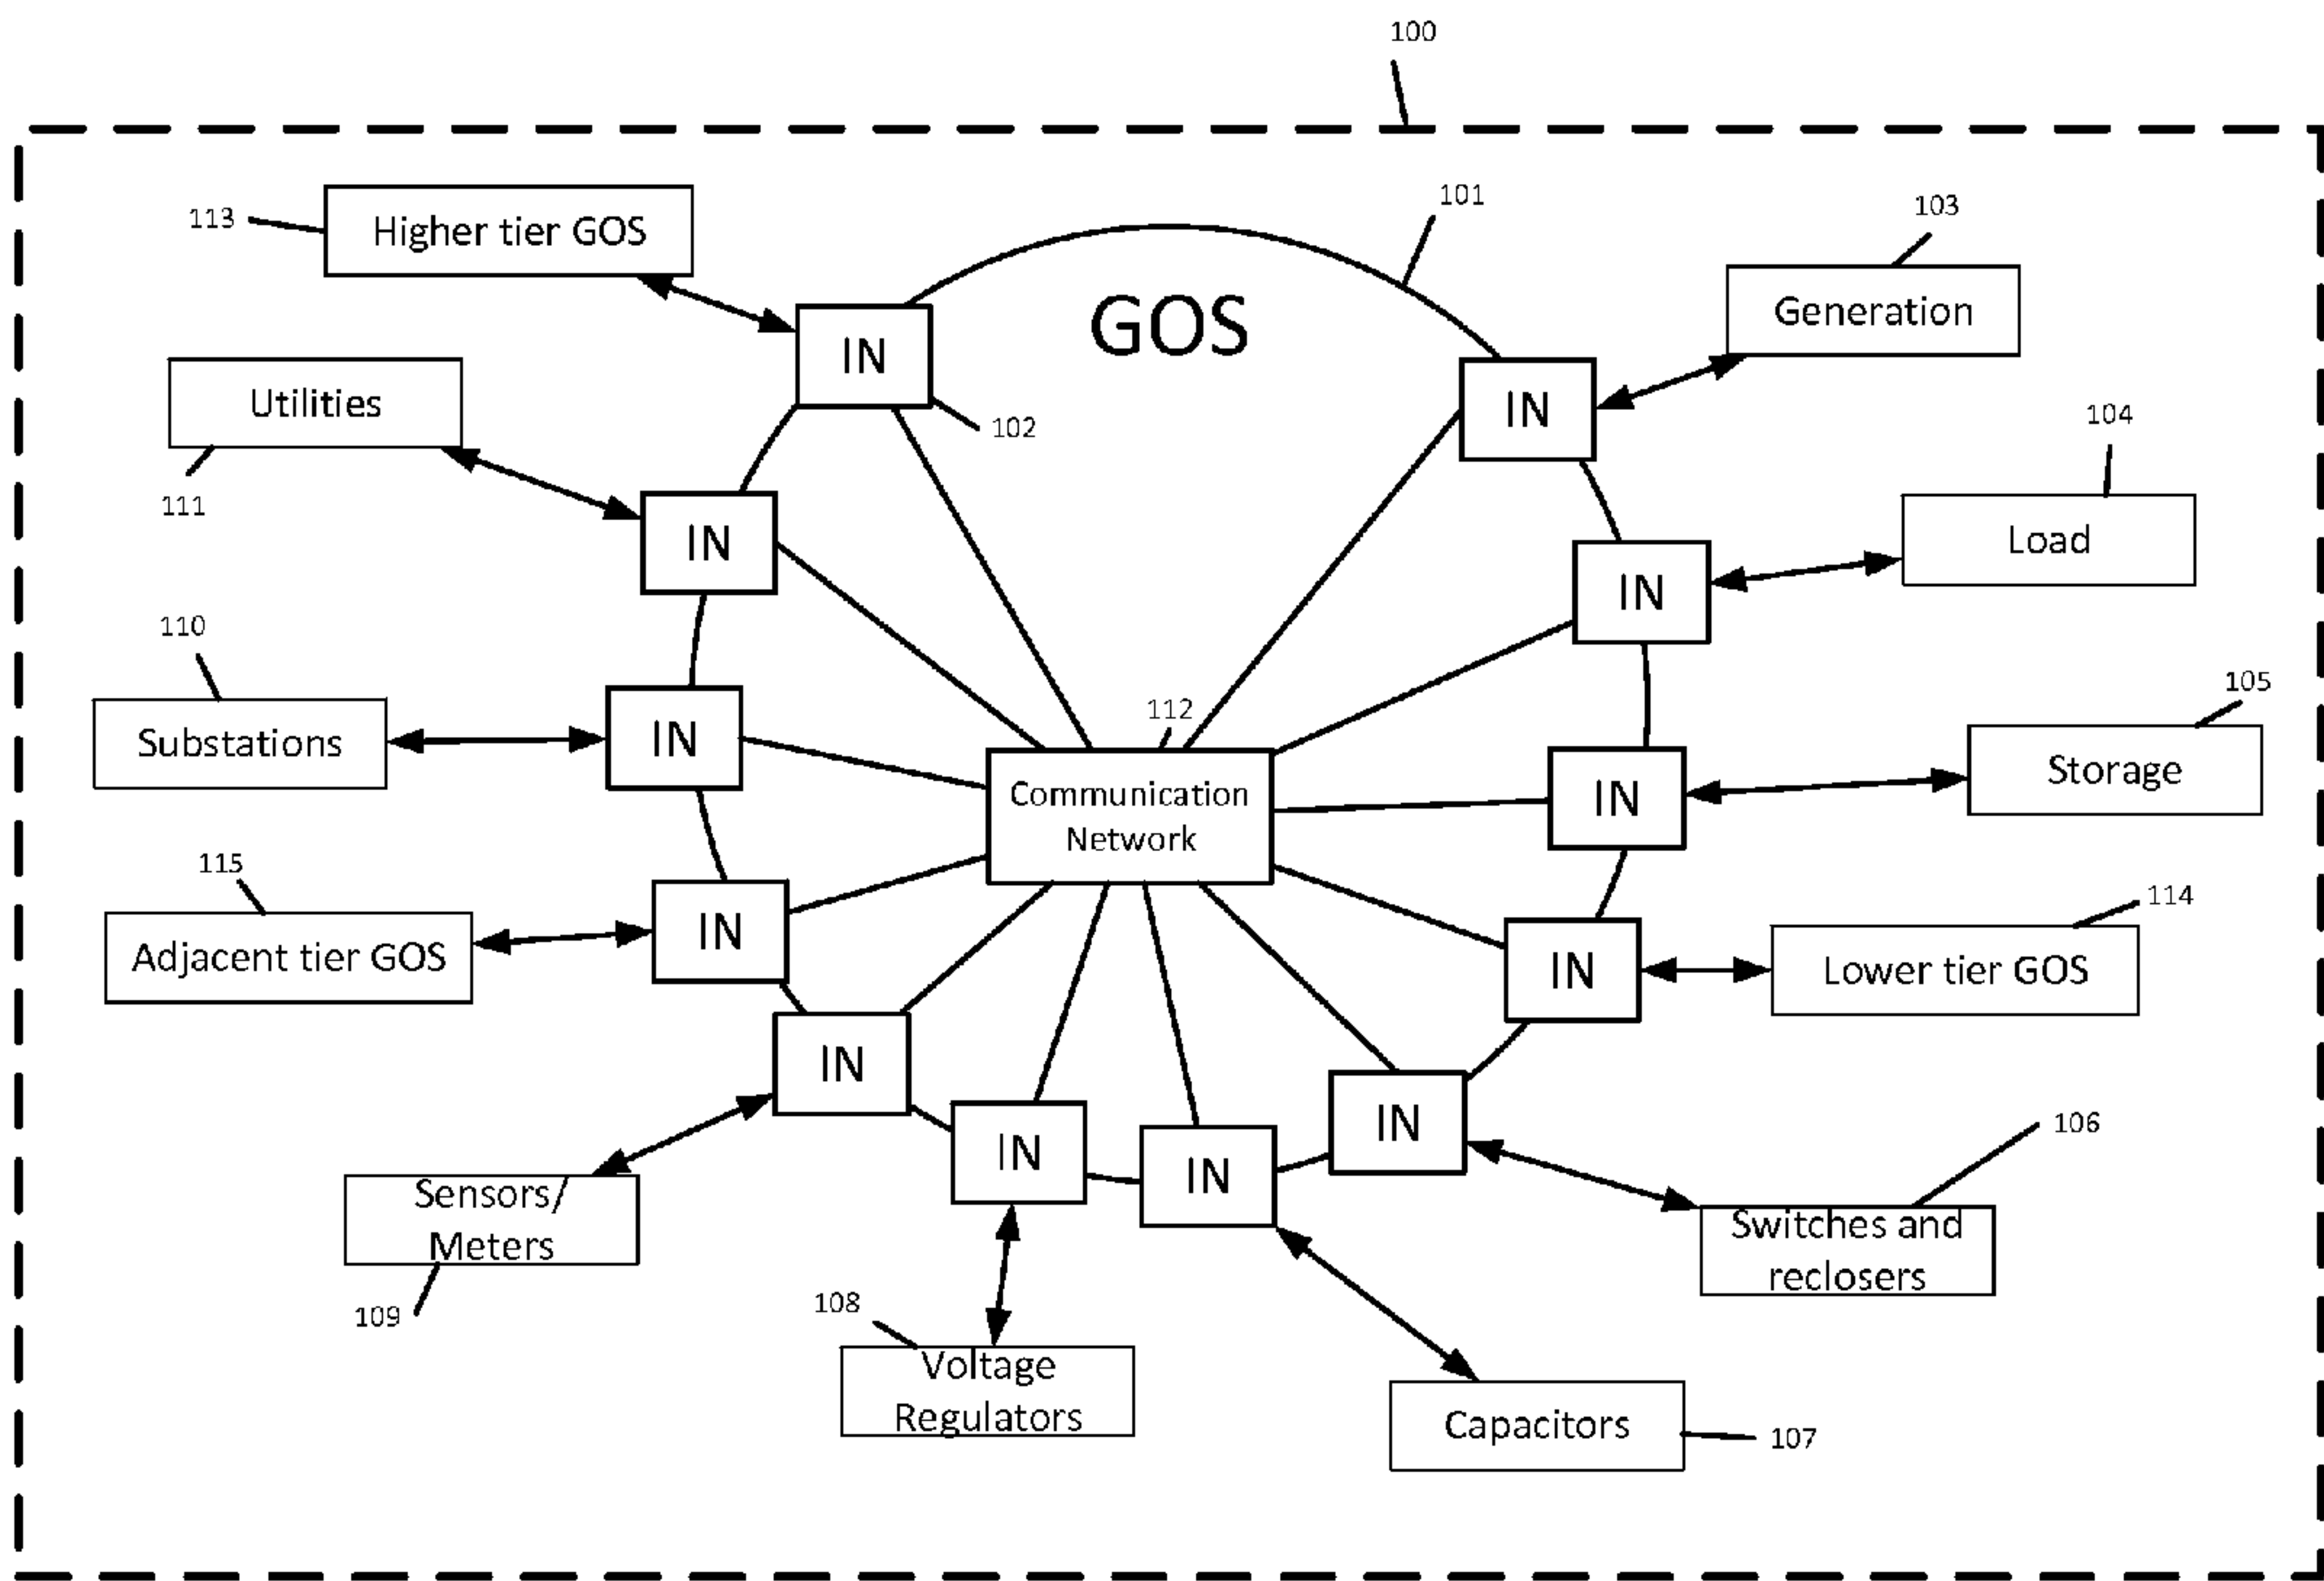 100
101
103
113
Higher tier GOS
Generation
GOS
IN
IN
Utilities
102
104
111
IN
Load
IN
110
105
112
Substations
IN
Storage
IN
Communication
Network
115
114
Adjacent tier GOS
IN
Lower tier GOS
IN
IN
106
IN
IN
IN
Sensors/
Meters
Switches and
reclosers
109
108
Voltage
Regulators
Capacitors
107